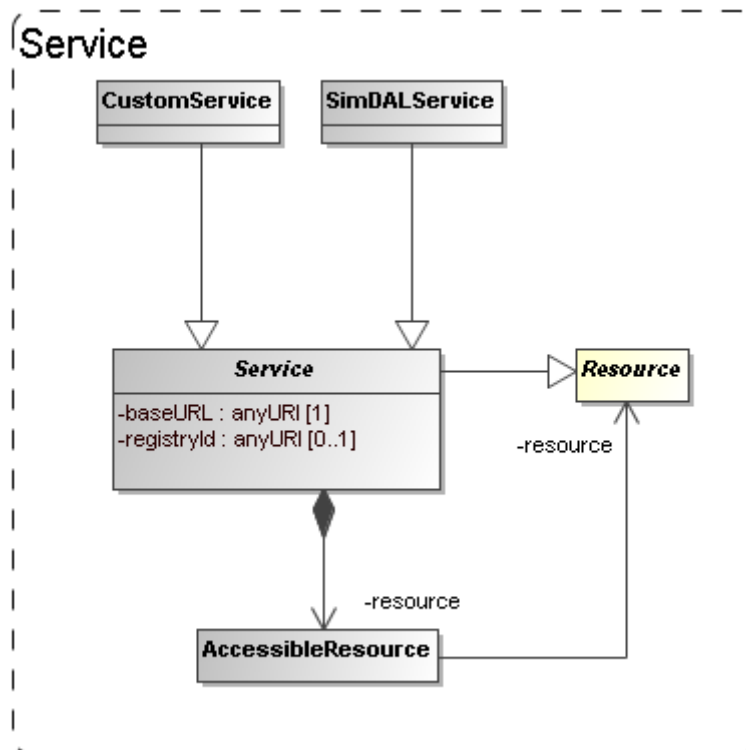 Service
CustomService
SimDALService
Service
-baseURL : anyURI [1]
-registryId : anyURI [0..1]
Resource
-resource
-resource
AccessibleResource